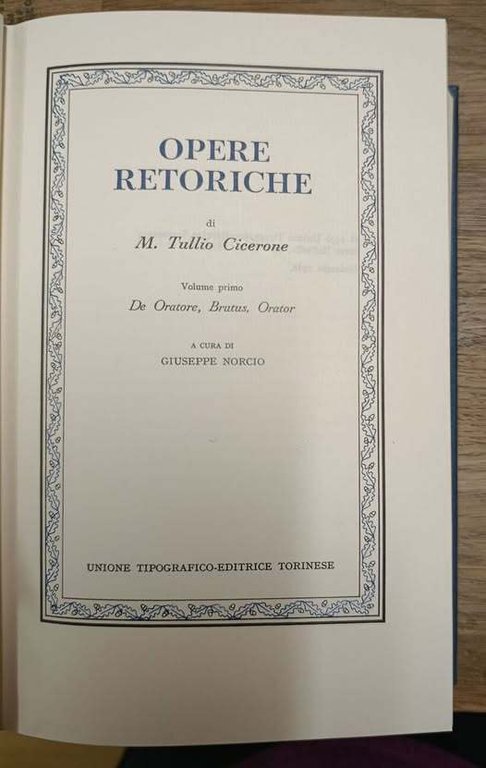 OPERE
RETORICHE
di
M. Tullio Cicerone
Volume primo
De Oratore, Brutus, Orator
A CURA DI
GIUSEPPE NORCIO
UNIONE TIPOGRAFICO-EDITRICE TORINESE